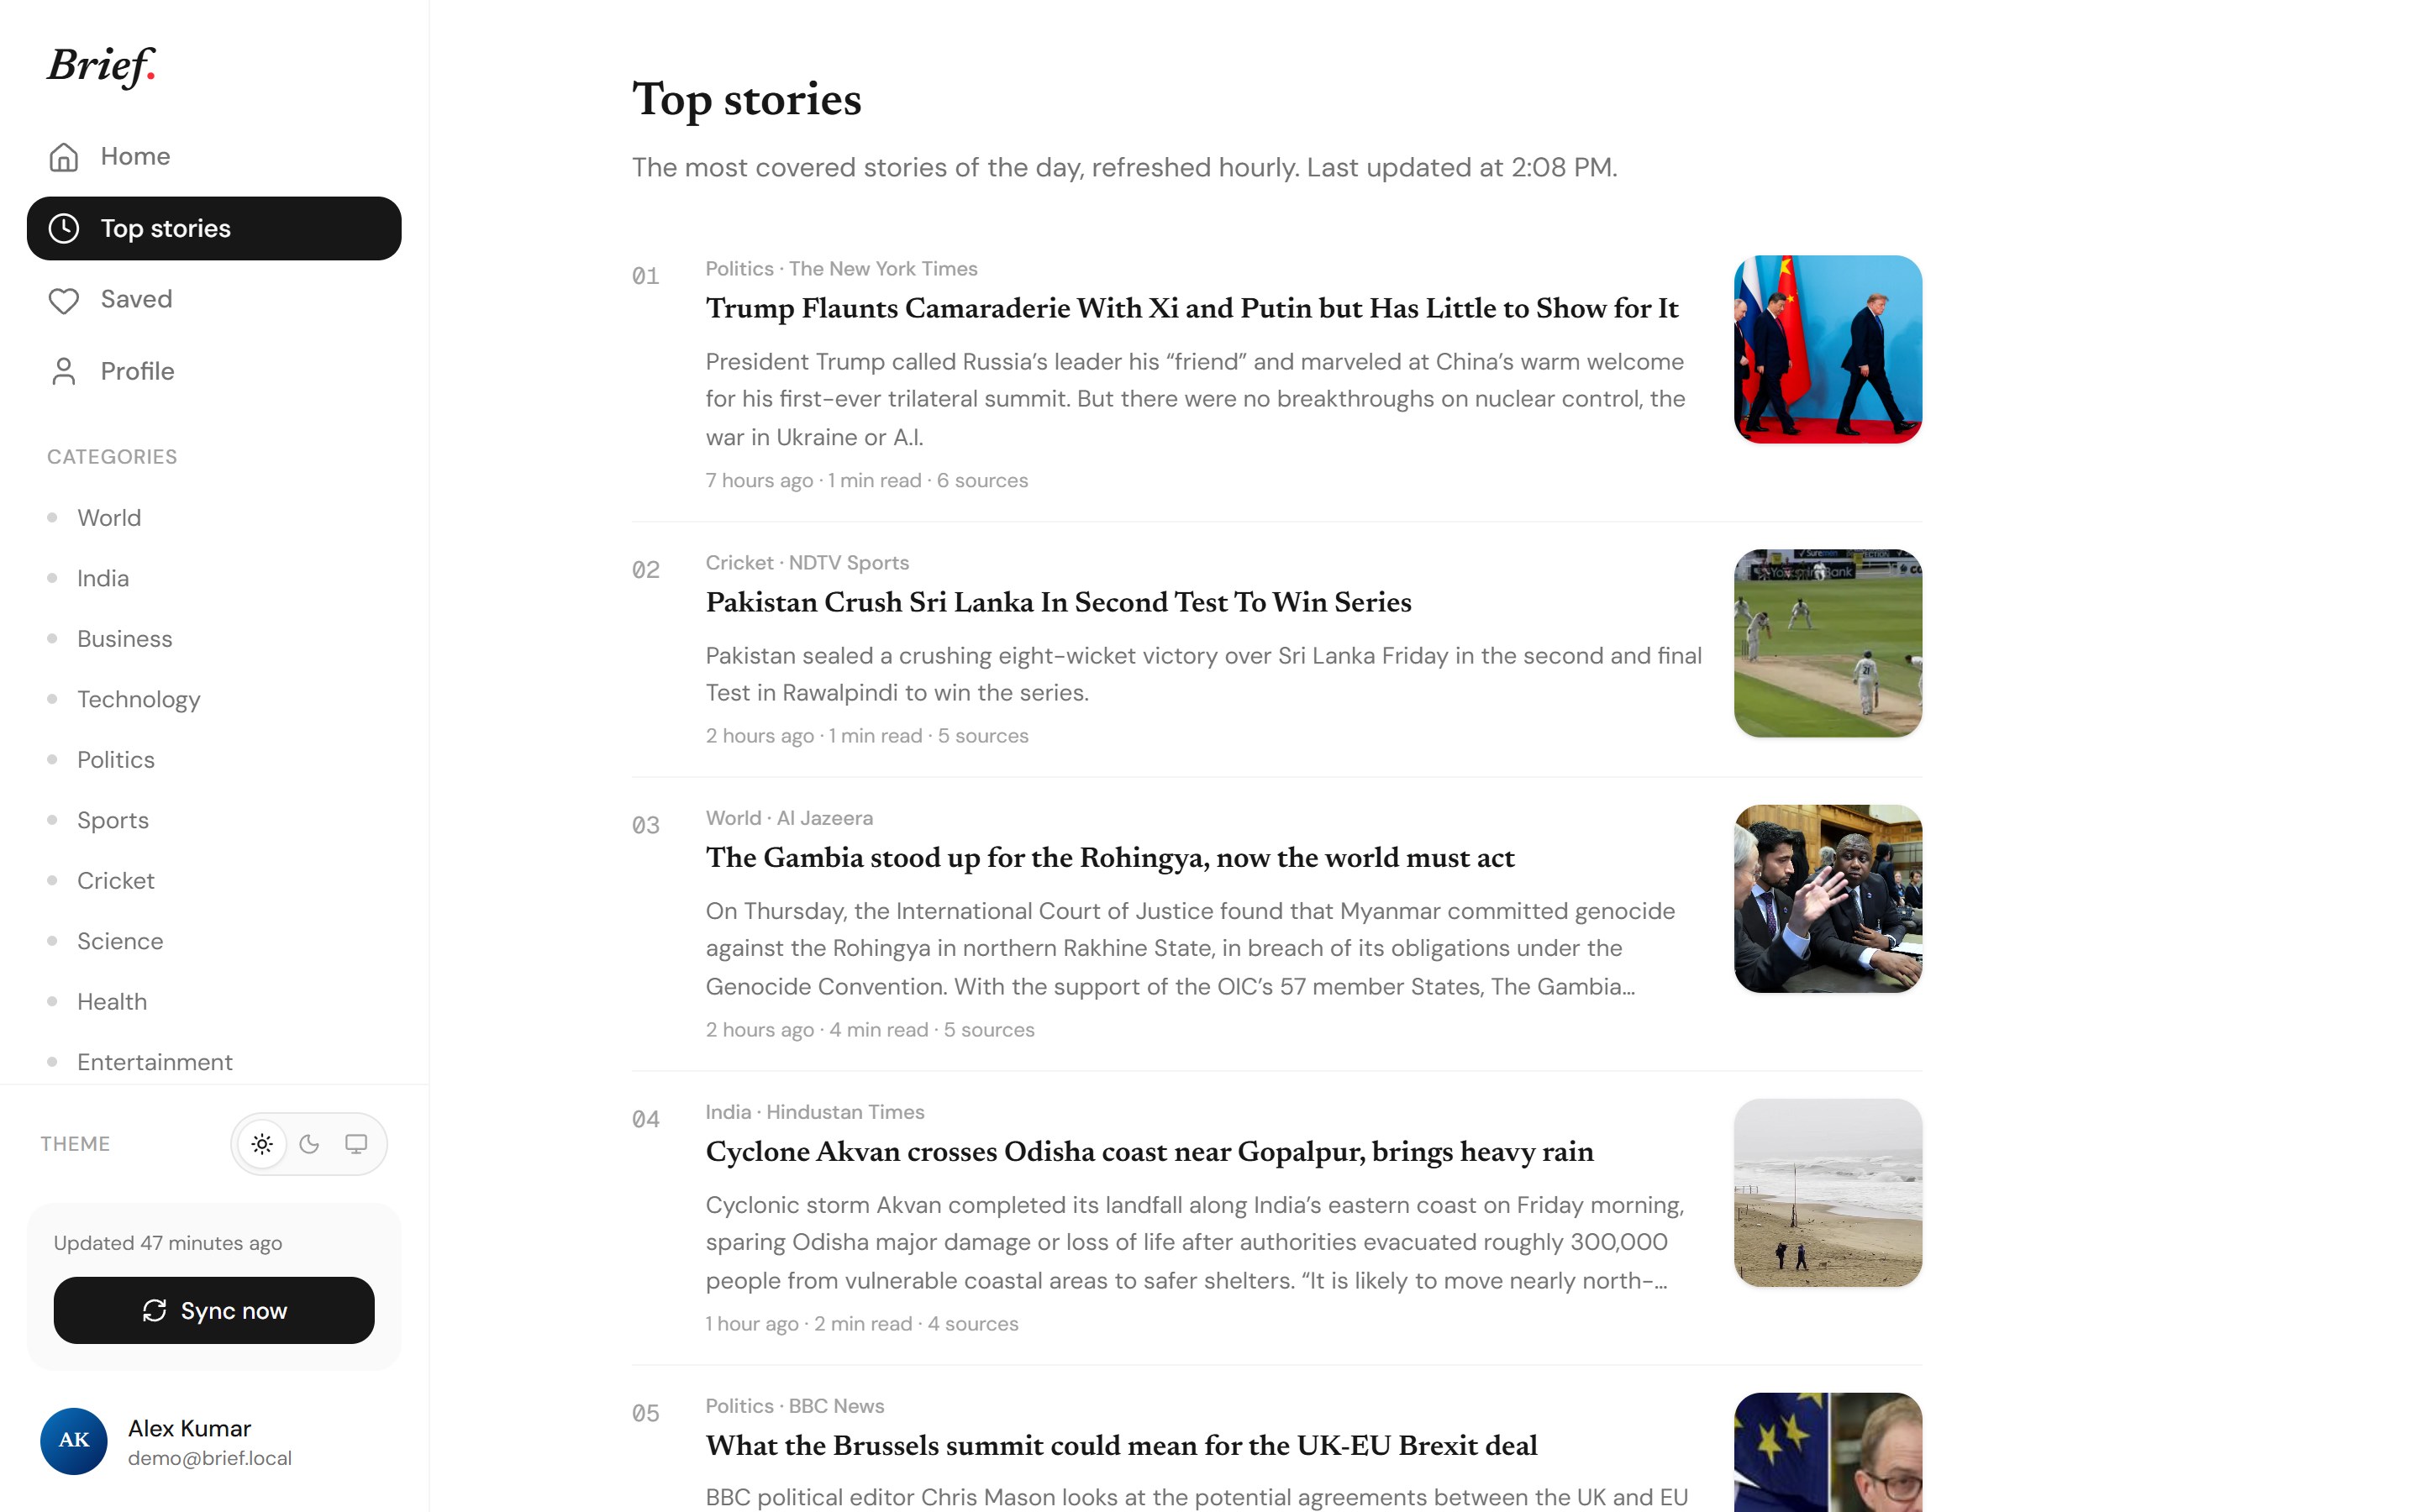 Brief.
Home
Top stories
Saved
Profile
CATEGORIES
World
India
Business
Technology
Politics
Sports
Cricket
Science
Health
Entertainment
THEME
Updated 47 minutes ago
Sync now
AK
Alex Kumar
demo@brief.local
Top stories
The most covered stories of the day, refreshed hourly. Last updated at 2:08 PM.
01
Politics · The New York Times
Trump Flaunts Camaraderie With Xi and Putin but Has Little to Show for It
President Trump called Russia’s leader his “friend” and marveled at China’s warm welcome
for his first-ever trilateral summit. But there were no breakthroughs on nuclear control, the
war in Ukraine or A.I.
7 hours ago · 1 min read · 6 sources
02
Cricket · NDTV Sports
Pakistan Crush Sri Lanka In Second Test To Win Series
Pakistan sealed a crushing eight-wicket victory over Sri Lanka Friday in the second and final
Test in Rawalpindi to win the series.
2 hours ago · 1 min read · 5 sources
03
World · Al Jazeera
The Gambia stood up for the Rohingya, now the world must act
On Thursday, the International Court of Justice found that Myanmar committed genocide
against the Rohingya in northern Rakhine State, in breach of its obligations under the
Genocide Convention. With the support of the OIC’s 57 member States, The Gambia...
2 hours ago · 4 min read · 5 sources
04
India · Hindustan Times
Cyclone Akvan crosses Odisha coast near Gopalpur, brings heavy rain
Cyclonic storm Akvan completed its landfall along India’s eastern coast on Friday morning,
sparing Odisha major damage or loss of life after authorities evacuated roughly 300,000
people from vulnerable coastal areas to safer shelters. “It is likely to move nearly north-...
1 hour ago · 2 min read · 4 sources
05
Politics · BBC News
What the Brussels summit could mean for the UK-EU Brexit deal
BBC political editor Chris Mason looks at the potential agreements between the UK and EU